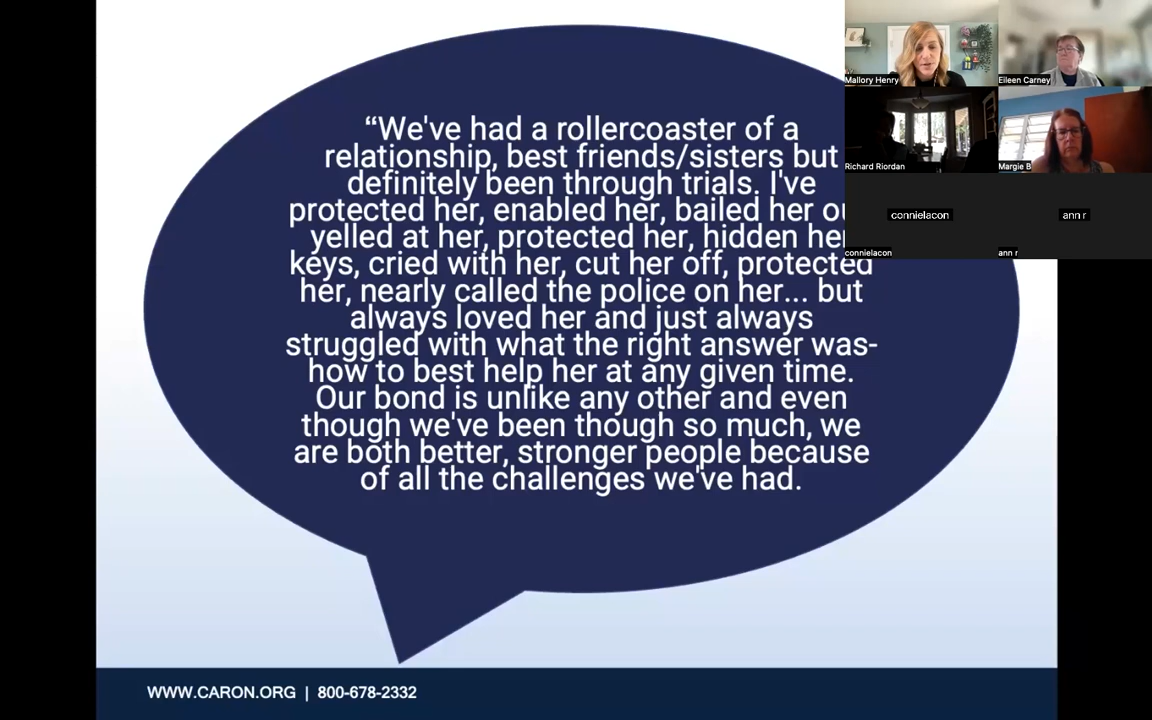 “We've had a rollercoaster of a
relationship, best friends/sisters but
definitely been through trials. I've
protected her, enabled her, bailed her
yelled at her, protected her, hidden her
keys, cried with her, cut her off, protected
her, nearly called the police on her... but
always loved her and just always
struggled with what the right answer was-
how to best help her at any given time.
Our bond is unlike any other and even
though we've been though so much, we
are both better, stronger people because
of all the challenges we've had.
WWW.CARON.ORG | 800-678-2332
Mallory Henry
Eileen Carney
Richard Riordan
Margie B
connielacon
ann r
connielacon
ann r